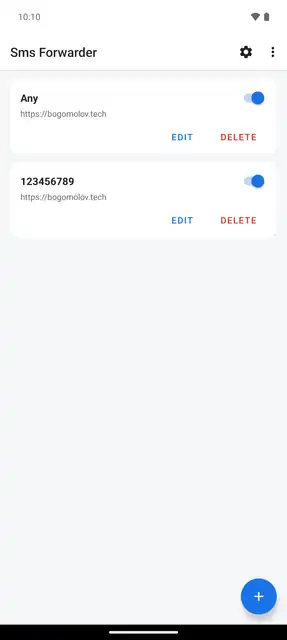 10:10
Sms Forwarder
Any
https://bogomolov.tech
EDIT DELETE
123456789
https://bogomolov.tech
EDIT DELETE
+